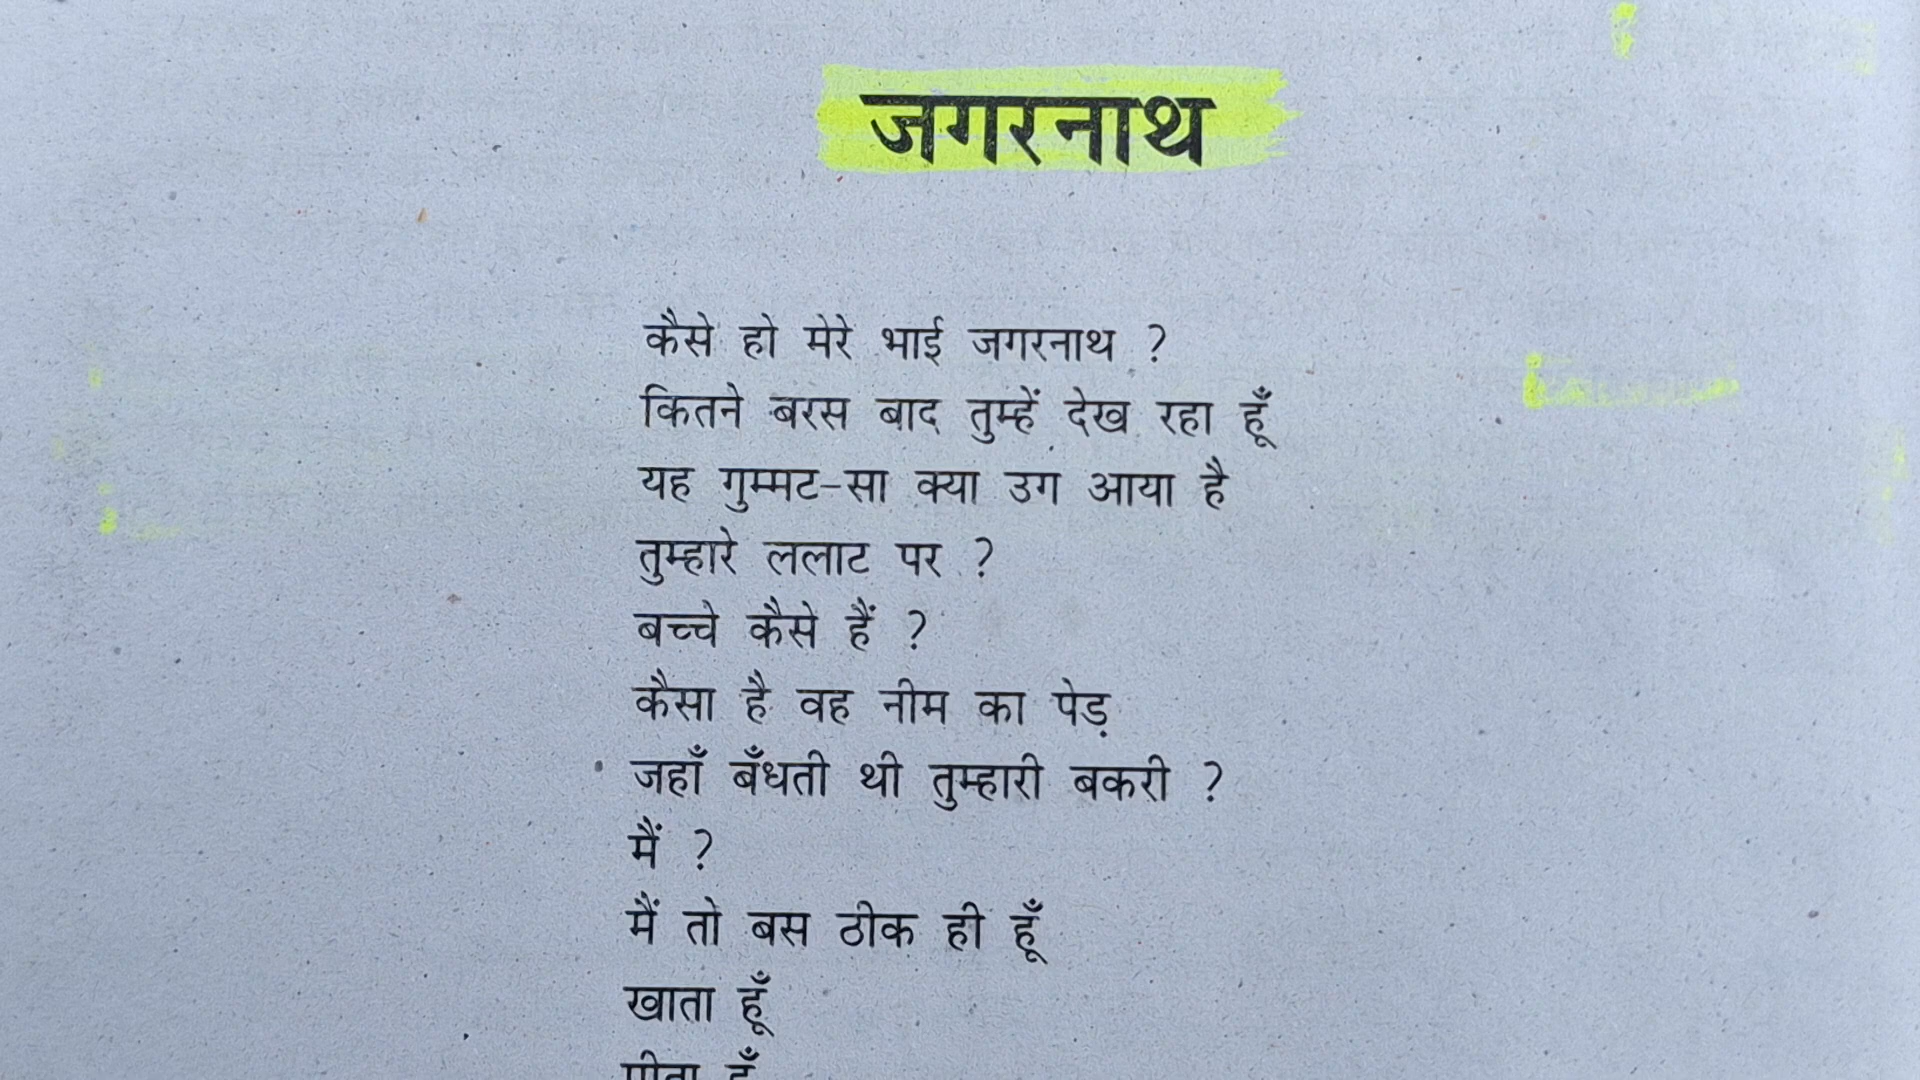 जगरनाथ
कैसे हो मेरे भाई जगरनाथ ?
कितने बरस बाद तुम्हें देख रहा हूँ
यह गुम्मट-सा क्या उग आया है
तुम्हारे ललाट पर ?
बच्चे कैसे हैं ?
कैसा है वह नीम का पेड़
जहाँ बँधती थी तुम्हारी बकरी ?
मैं ?
मैं तो बस ठीक ही हूँ
खाता हूँ
पीता हूँ